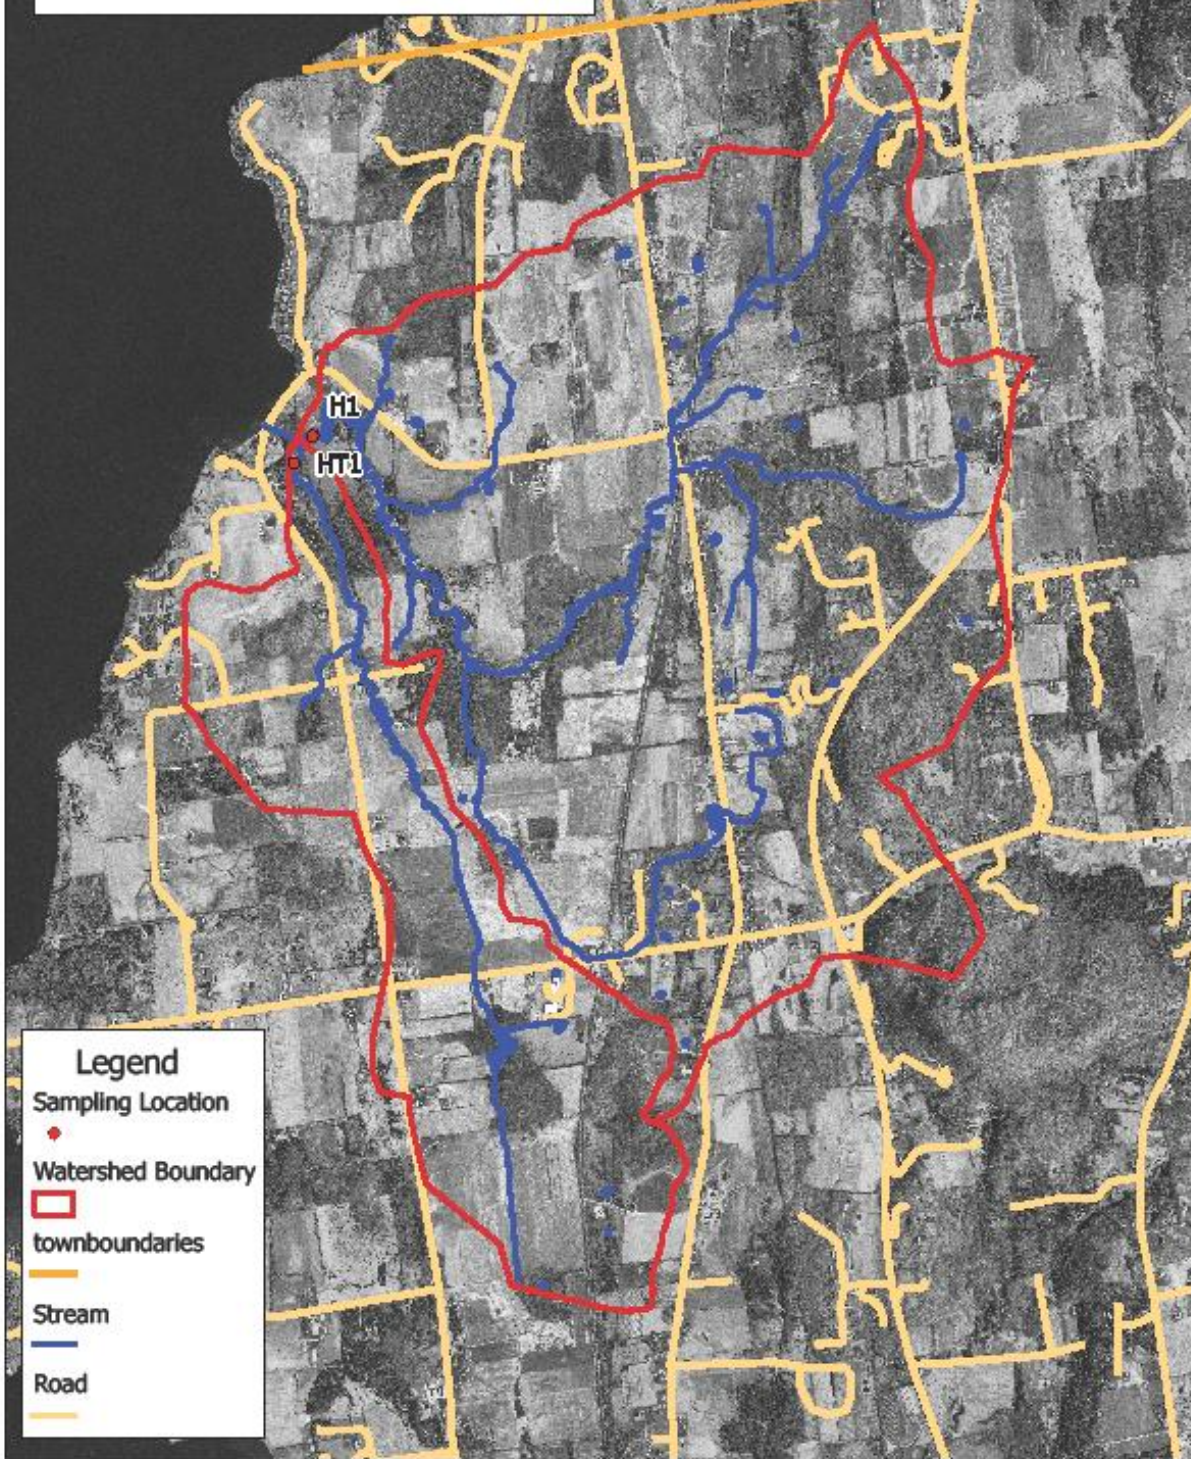 H1
HT1
Legend
Sampling Location
Watershed Boundary
townboundaries
Stream
Road